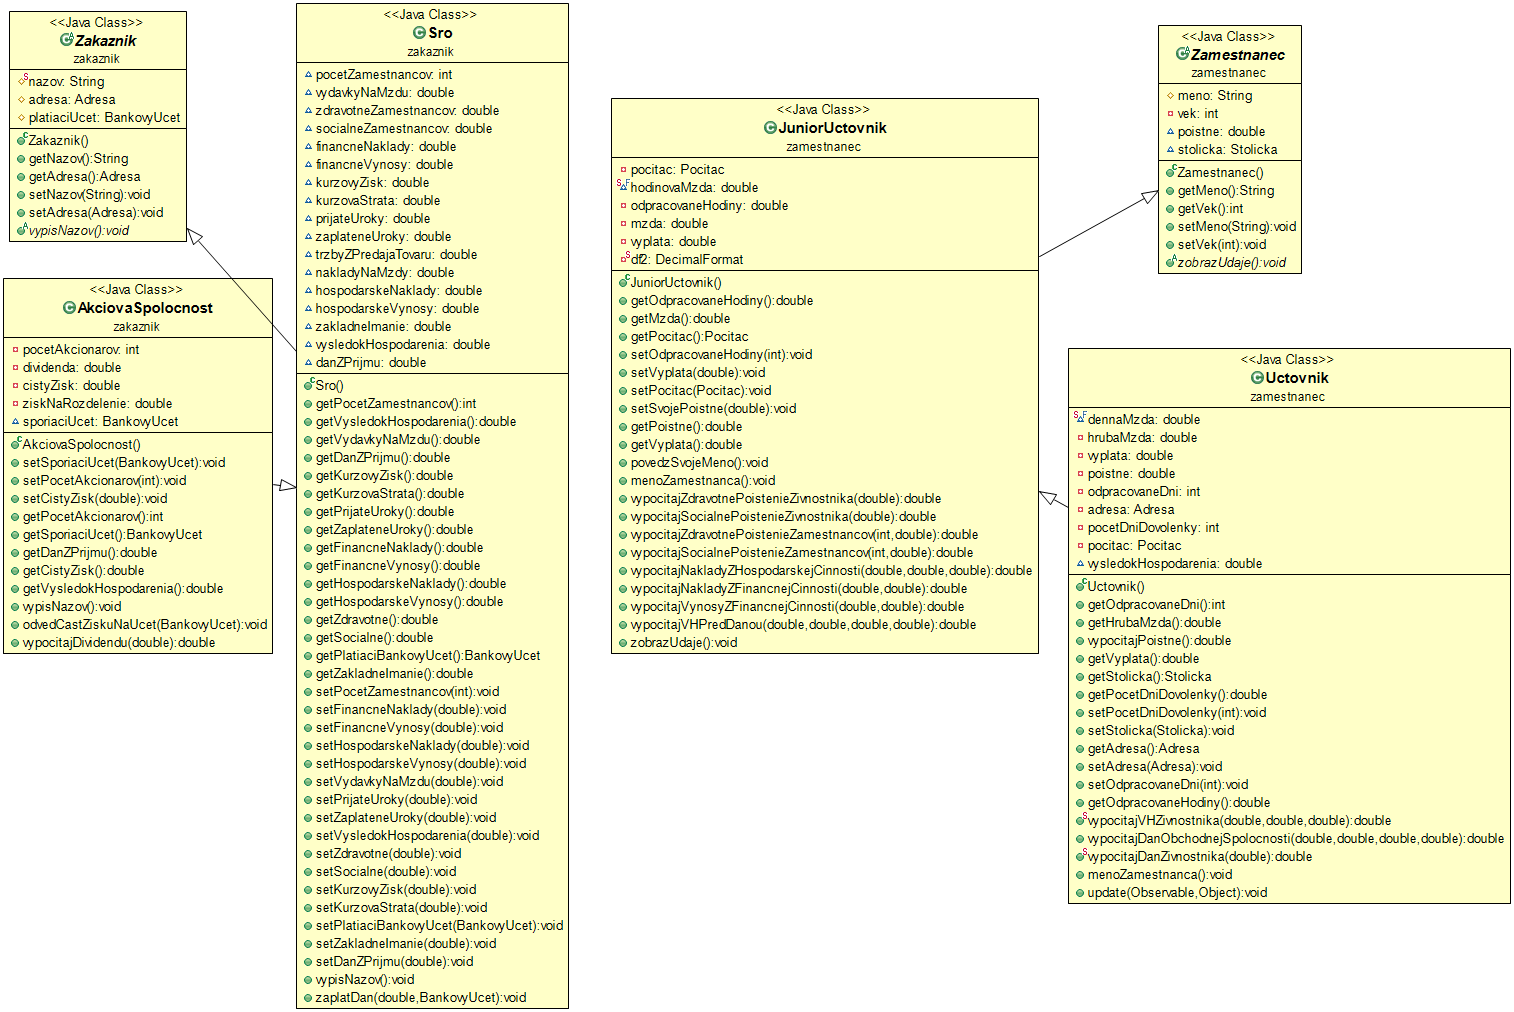 <<Java Class>>
Zakaznik
zakaznik
nazov: String
adresa: Adresa
platiaciUcet: BankovyUcet
Zakaznik()
getNazov():String
getAdresa():Adresa
setNazov(String):void
setAdresa(Adresa):void
vypisNazov():void
<<Java Class>>
AkciovaSpolocnost
zakaznik
pocetAkcionarov: int
dividenda: double
cistyZisk: double
ziskNaRozdelenie: double
sporiaciUcet: BankovyUcet
AkciovaSpolocnost()
setSporiaciUcet(BankovyUcet):void
setPocetAkcionarov(int):void
setCistyZisk(double):void
getPocetAkcionarov():int
getSporiaciUcet():BankovyUcet
getDanZPrijmu():double
getCistyZisk():double
getVysledokHospodarenia():double
vypisNazov():void
odvedCastZiskuNaUcet(BankovyUcet):void
vypocitajDividendu(double):double
<<Java Class>>
Sro
zakaznik
pocetZamestnancov: int
vydavkyNaMzdu: double
zdravotneZamestnancov: double
socialneZamestnancov: double
financneNaklady: double
financneVynosy: double
kurzovyZisk: double
kurzovaStrata: double
prijateUroky: double
zaplateneUroky: double
trzbyZPredajaTovaru: double
nakladyNaMzdy: double
hospodarskeNaklady: double
hospodarskeVynosy: double
zakladneImanie: double
vysledokHospodarenia: double
danZPrijmu: double
Sro()
getPocetZamestnancov():int
getVysledokHospodarenia():double
getVydavkyNaMzdu():double
getDanZPrijmu():double
getKurzovyZisk():double
getKurzovaStrata():double
getPrijateUroky():double
getZaplateneUroky():double
getFinancneNaklady():double
getFinancneVynosy():double
getHospodarskeNaklady():double
getHospodarskeVynosy():double
getZdravotne():double
getSocialne():double
getPlatiaciBankovyUcet():BankovyUcet
getZakladneImanie():double
setPocetZamestnancov(int):void
setFinancneNaklady(double):void
setFinancneVynosy(double):void
setHospodarskeNaklady(double):void
setHospodarskeVynosy(double):void
setVydavkyNaMzdu(double):void
setPrijateUroky(double):void
setZaplateneUroky(double):void
setVysledokHospodarenia(double):void
setZdravotne(double):void
setSocialne(double):void
setKurzovyZisk(double):void
setKurzovaStrata(double):void
setPlatiaciBankovyUcet(BankovyUcet):void
setZakladneImanie(double):void
setDanZPrijmu(double):void
vypisNazov():void
zaplatDan(double,BankovyUcet):void
<<Java Class>>
JuniorUctovnik
zamestnanec
pocitac: Pocitac
hodinovaMzda: double
odpracovaneHodiny: double
mzda: double
vyplata: double
df2: DecimalFormat
JuniorUctovnik()
getOdpracovaneHodiny():double
getMzda():double
getPocitac():Pocitac
setOdpracovaneHodiny(int):void
setVyplata(double):void
setPocitac(Pocitac):void
setSvojePoistne(double):void
getPoistne():double
getVyplata():double
povedzSvojeMeno():void
menoZamestnanca():void
vypocitajZdravotnePoistenieZivnostnika(double):double
vypocitajSocialnePoistenieZivnostnika(double):double
vypocitajZdravotnePoistenieZamestnancov(int,double):double
vypocitajSocialnePoistenieZamestnancov(int,double):double
vypocitajNakladyZHospodarskejCinnosti(double,double,double):double
vypocitajNakladyZFinancnejCinnosti(double,double):double
vypocitajVynosyZFinancnejCinnosti(double,double):double
vypocitajVHPredDanou(double,double,double,double):double
zobrazUdaje():void
<<Java Class>>
Zamestnanec
zamestnanec
meno: String
vek: int
poistne: double
stolicka: Stolicka
Zamestnanec()
getMeno():String
getVek():int
setMeno(String):void
setVek(int):void
zobrazUdaje():void
<<Java Class>>
Uctovnik
zamestnanec
dennaMzda: double
hrubaMzda: double
vyplata: double
poistne: double
odpracovaneDni: int
adresa: Adresa
pocetDniDovolenky: int
pocitac: Pocitac
vysledokHospodarenia: double
Uctovnik()
getOdpracovaneDni():int
getHrubaMzda():double
vypocitajPoistne():double
getVyplata():double
getStolicka():Stolicka
getPocetDniDovolenky():double
setPocetDniDovolenky(int):void
setStolicka(Stolicka):void
getAdresa():Adresa
setAdresa(Adresa):void
setOdpracovaneDni(int):void
getOdpracovaneHodiny():double
vypocitajVHZivnostnika(double,double,double):double
vypocitajDanObchodnejSpolocnosti(double,double,double,double):double
vypocitajDanZivnostnika(double):double
menoZamestnanca():void
update(Observable,Object):void